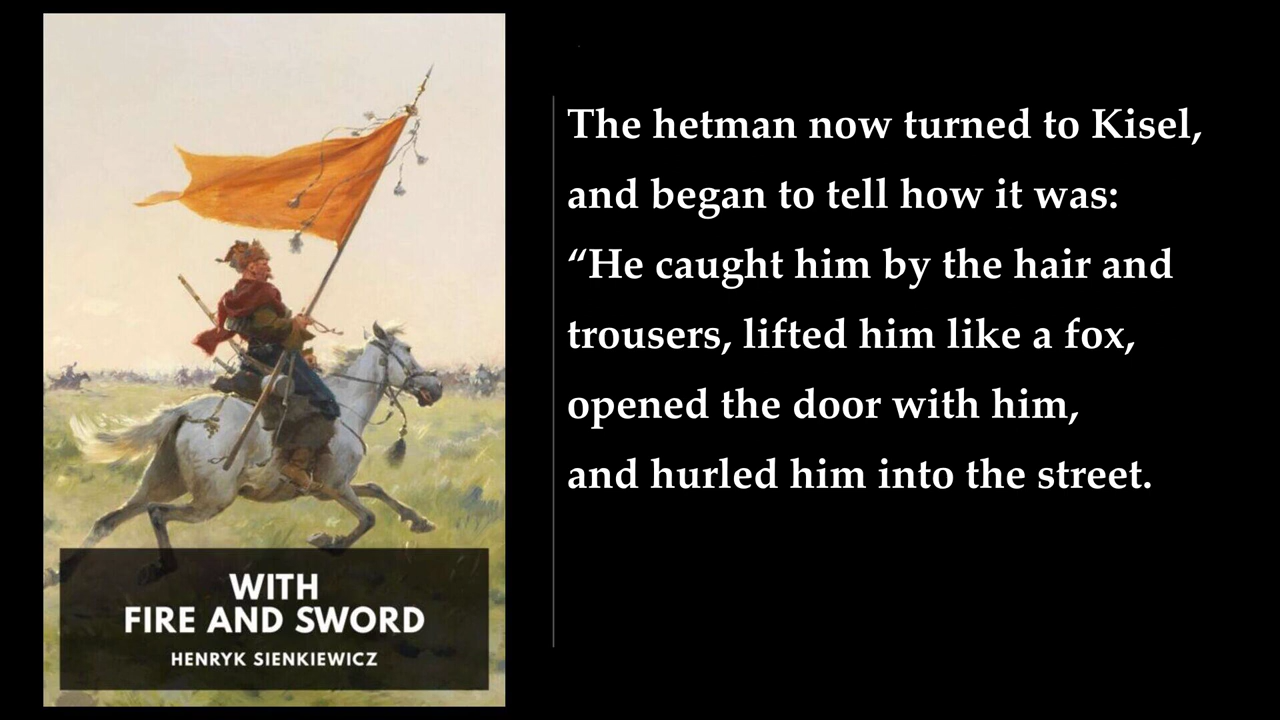 The hetman now turned to Kisel,
and began to tell how it was:
“He caught him by the hair and
trousers, lifted him like a fox,
opened the door with him,
and hurled him into the street.
WITH
FIRE AND SWORD
HENRYK SIENKIEWICZ